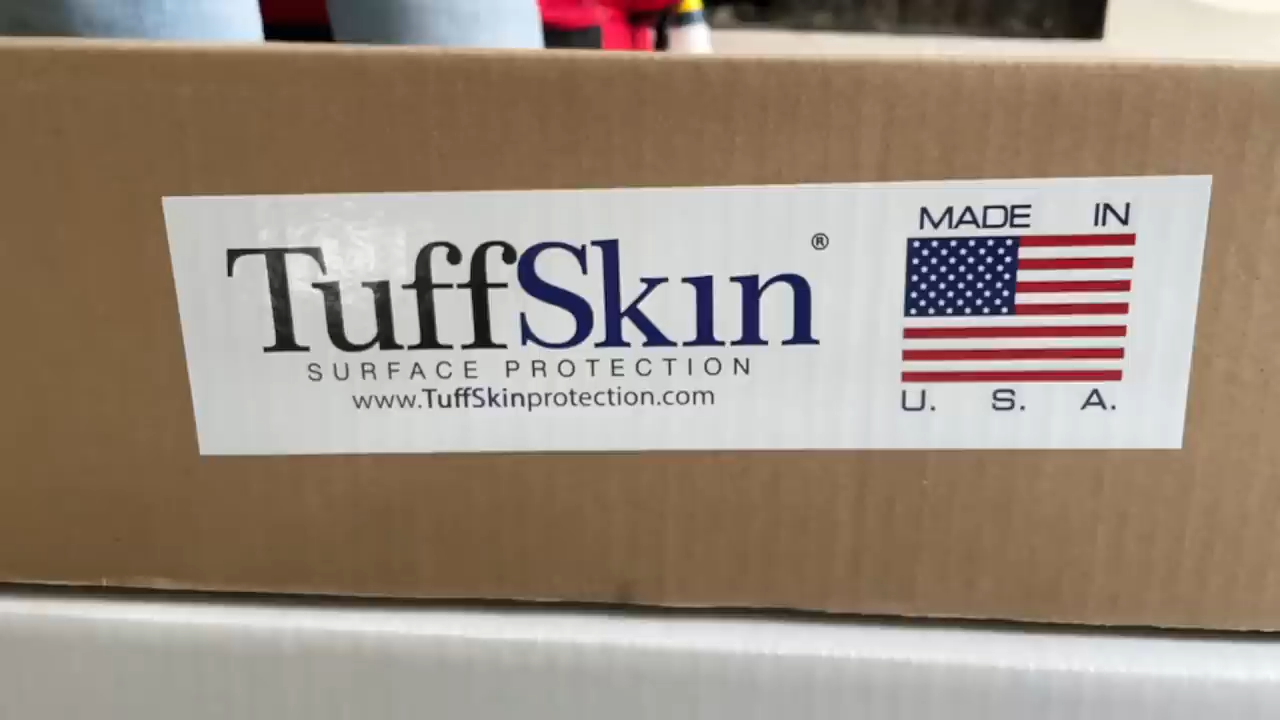 TuffSkin®
SURFACE PROTECTION
www.TuffSkinprotection.com
MADE IN
U. S. A.